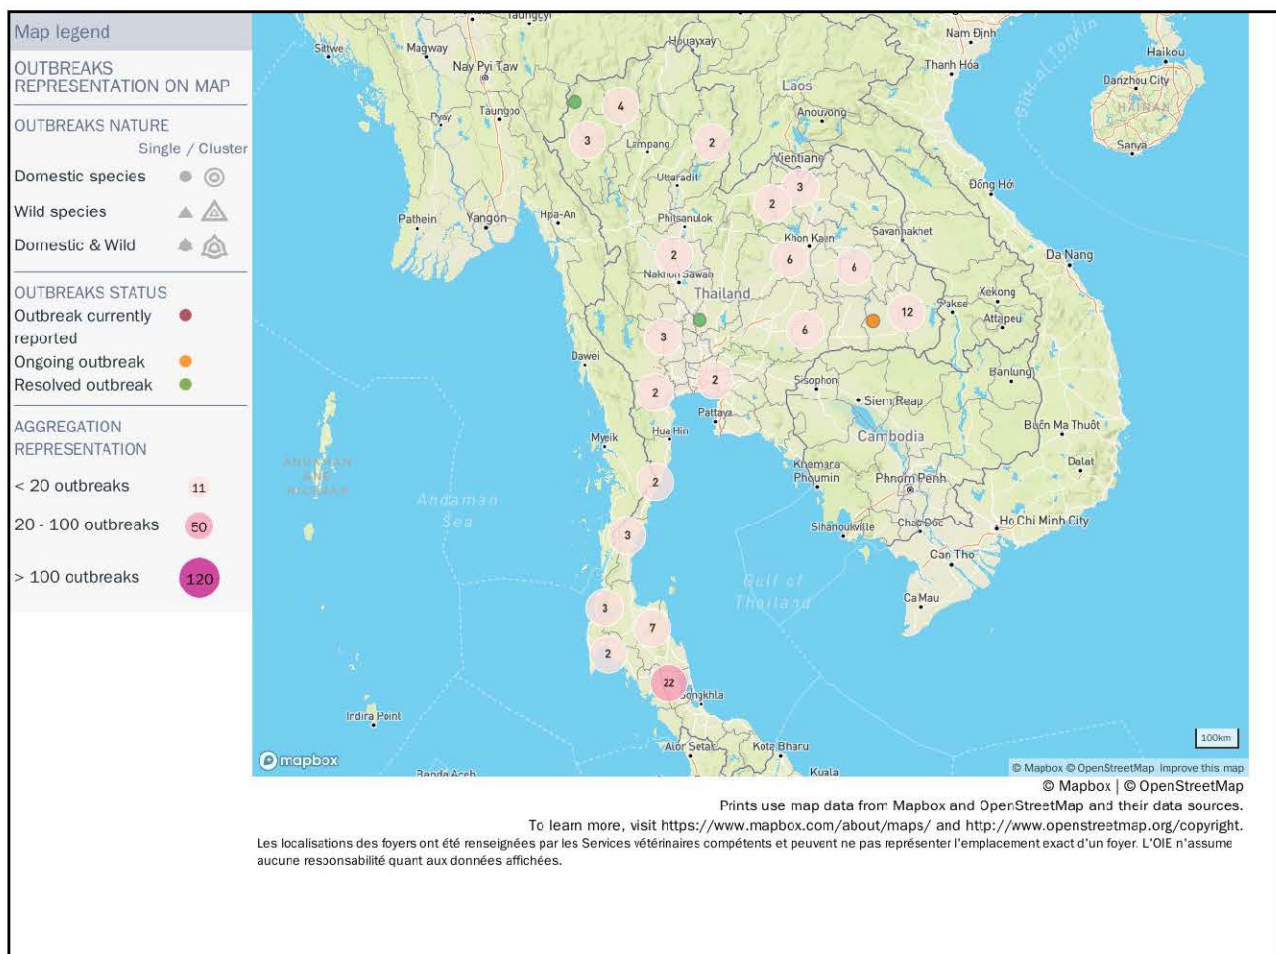 Map legend
OUTBREAKS
REPRESENTATION ON MAP
OUTBREAKS NATURE
Single / Cluster
Domestic species
Wild species
Domestic & Wild
OUTBREAKS STATUS
Outbreak currently
reported
Ongoing outbreak
Resolved outbreak
AGGREGATION
REPRESENTATION
< 20 outbreaks 11
20 - 100 outbreaks 50
> 100 outbreaks 120
Houayxay
Nam Định
Sittwe
Magway
Nay Pyi Taw
Thanh Hóa
Haikou
Gulf of Tonkin
Danzhou City
HAINAN
Laos
4
Pyay
Taungoo
Anouvong
Sanya
3
Lampang
2
Vientiane
Uttaradit
3
Đồng Hới
2
Pathein
Yangon
Hpa-An
Phitsanulok
Khon Kaen
Savannakhet
2
6
6
Da Nang
Nakhon Sawan
Thailand
Xekong
Pakse
12
Attapeu
3
6
Dawei
Banlung
2
Sisophon
2
Siem Reap
Pattaya
Buôn Ma Thuột
Myeik
Hua Hin
Cambodia
ANDAMAN
AND
NICOBAR
Dalat
Khemara
Phoumin
Phnom Penh
2
Andaman
Sea
Sihanoukville
Chau Doc
Ho Chi Minh City
3
Can Tho
Gulf of
Thailand
Ca Mau
3
7
2
22
Songkhla
Indira Point
Alor Setar
Kota Bharu
100km
mapbox
Banda Aceh
Kuala
© Mapbox © OpenStreetMap Improve this map
© Mapbox | © OpenStreetMap
Prints use map data from Mapbox and OpenStreetMap and their data sources.
To learn more, visit https://www.mapbox.com/about/maps/ and http://www.openstreetmap.org/copyright.
Les localisations des foyers ont été renseignées par les Services vétérinaires compétents et peuvent ne pas représenter l'emplacement exact d'un foyer. L'OIE n'assume
aucune responsabilité quant aux données affichées.